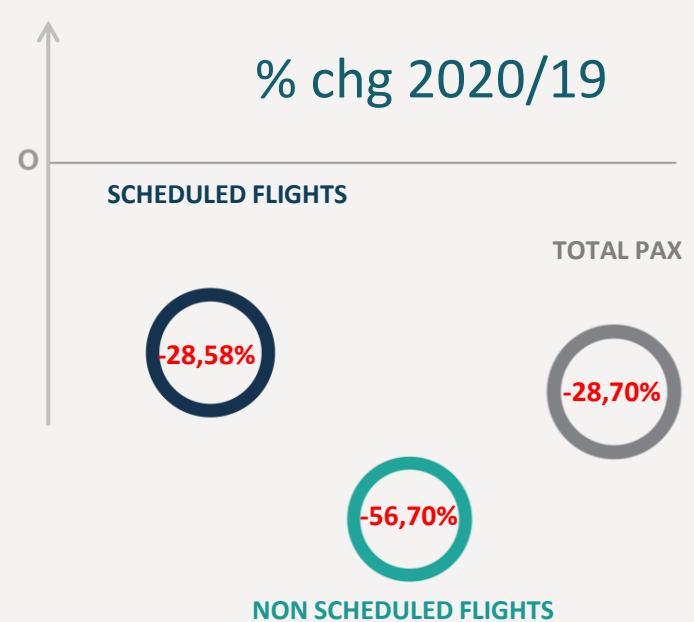 % chg 2020/19
O
SCHEDULED FLIGHTS
TOTAL PAX
-28,58%
-28,70%
-56,70%
NON SCHEDULED FLIGHTS